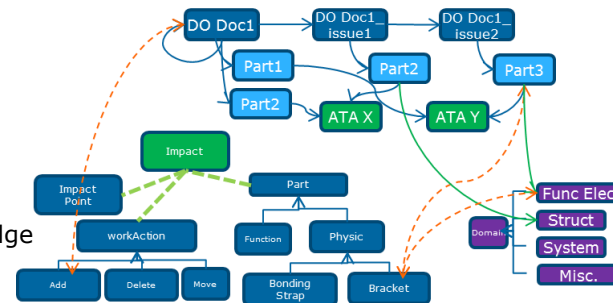 DO Doc1
DO Doc1_
issue1
DO Doc1_
issue2
Part1
Part2
Part3
Part2
ATA X
ATA Y
Impact
Impact
Point
Part
Func Elec
dge
workAction
Function
Physic
Domain
Struct
System
Add
Delete
Move
Bonding
Strap
Bracket
Misc.